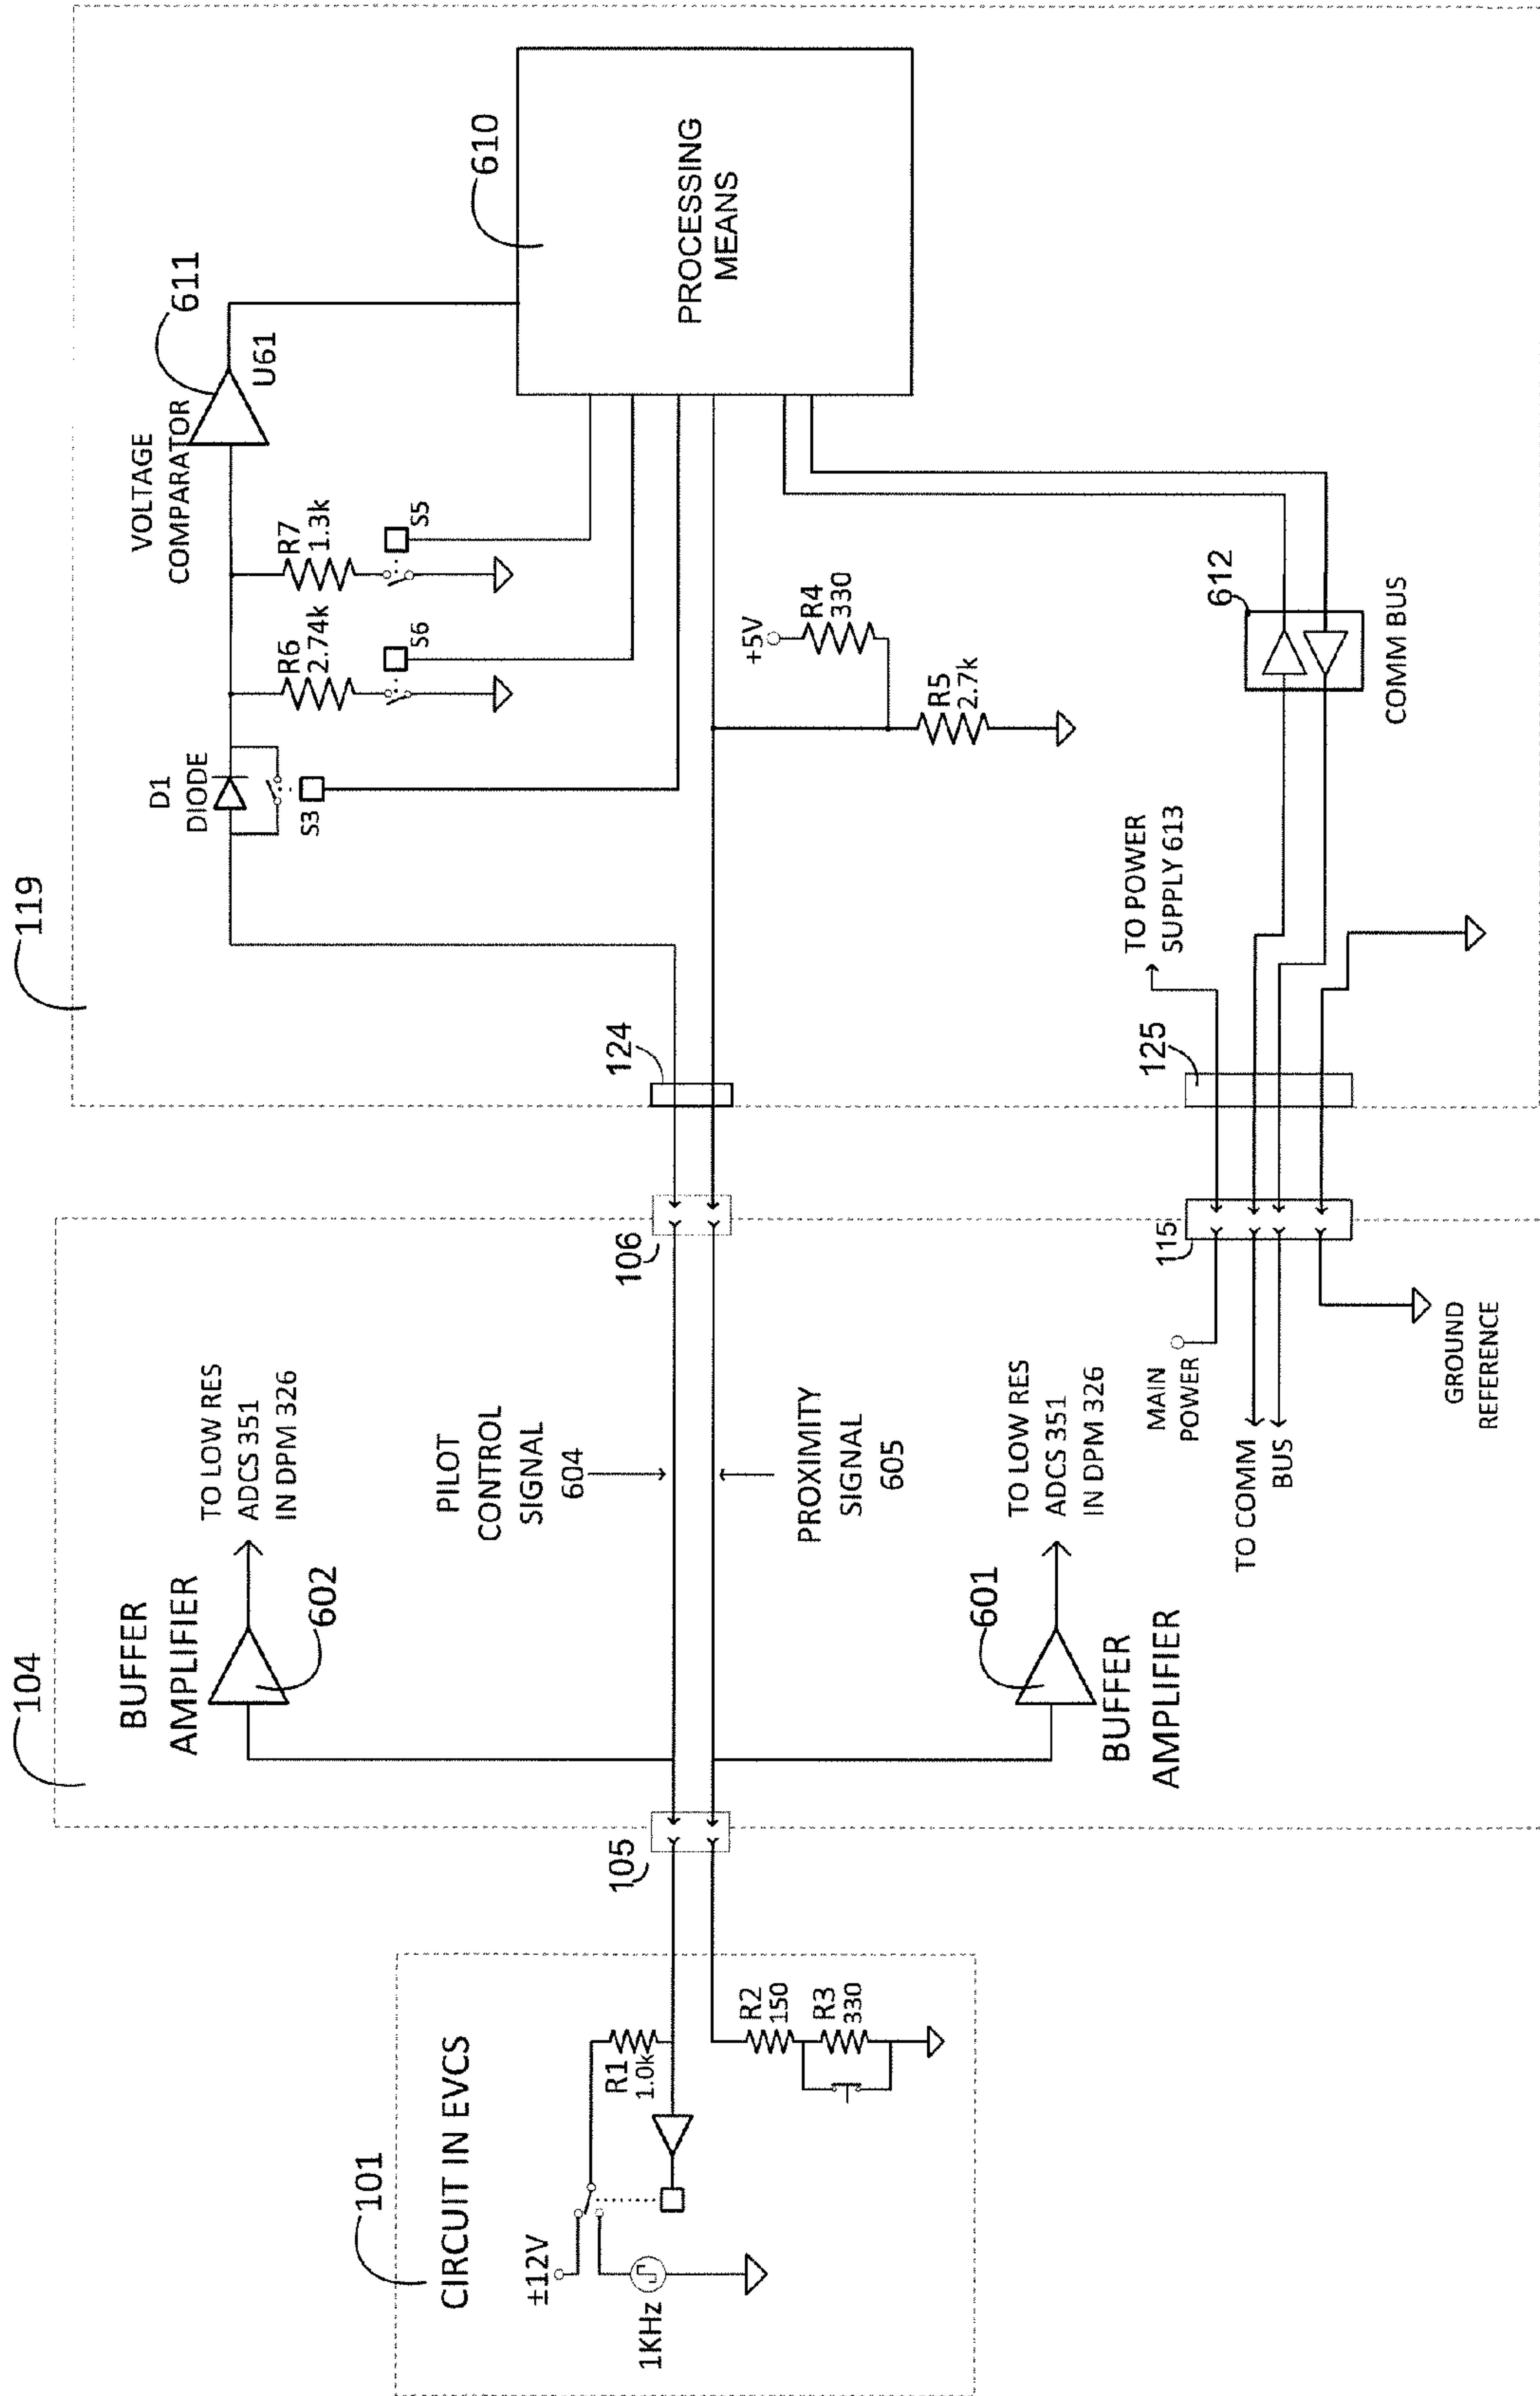 101
CIRCUIT IN EVCS
±12V
1KHz
R1
1.0k
R2
150
R3
330
105
104
BUFFER
AMPLIFIER
602
TO LOW RES
ADCS 351
IN DPM 326
PILOT
CONTROL
SIGNAL
604
PROXIMITY
SIGNAL
605
601
BUFFER
AMPLIFIER
TO LOW RES
ADCS 351
IN DPM 326
106
115
MAIN
POWER
TO COMM
BUS
GROUND
REFERENCE
119
124
125
TO POWER
SUPPLY 613
D1
DIODE
S3
R6
2.74k
S6
R7
1.3k
S5
VOLTAGE
COMPARATOR
611
U61
610
PROCESSING
MEANS
+5V
R4
330
R5
2.7k
612
COMM BUS